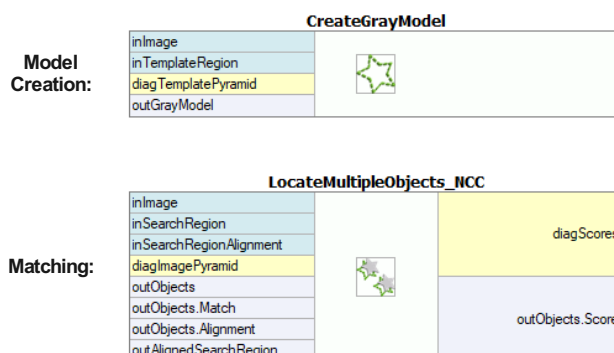 CreateGrayModel
Model
Creation:
inImage
inTemplateRegion
diagTemplatePyramid
outGrayModel
LocateMultipleObjects_NCC
Matching:
inImage
inSearchRegion
inSearchRegionAlignment
diagImagePyramid
outObjects
outObjects.Match
outObjects.Alignment
outAlignedSearchRegion
diagScores
outObjects.Score